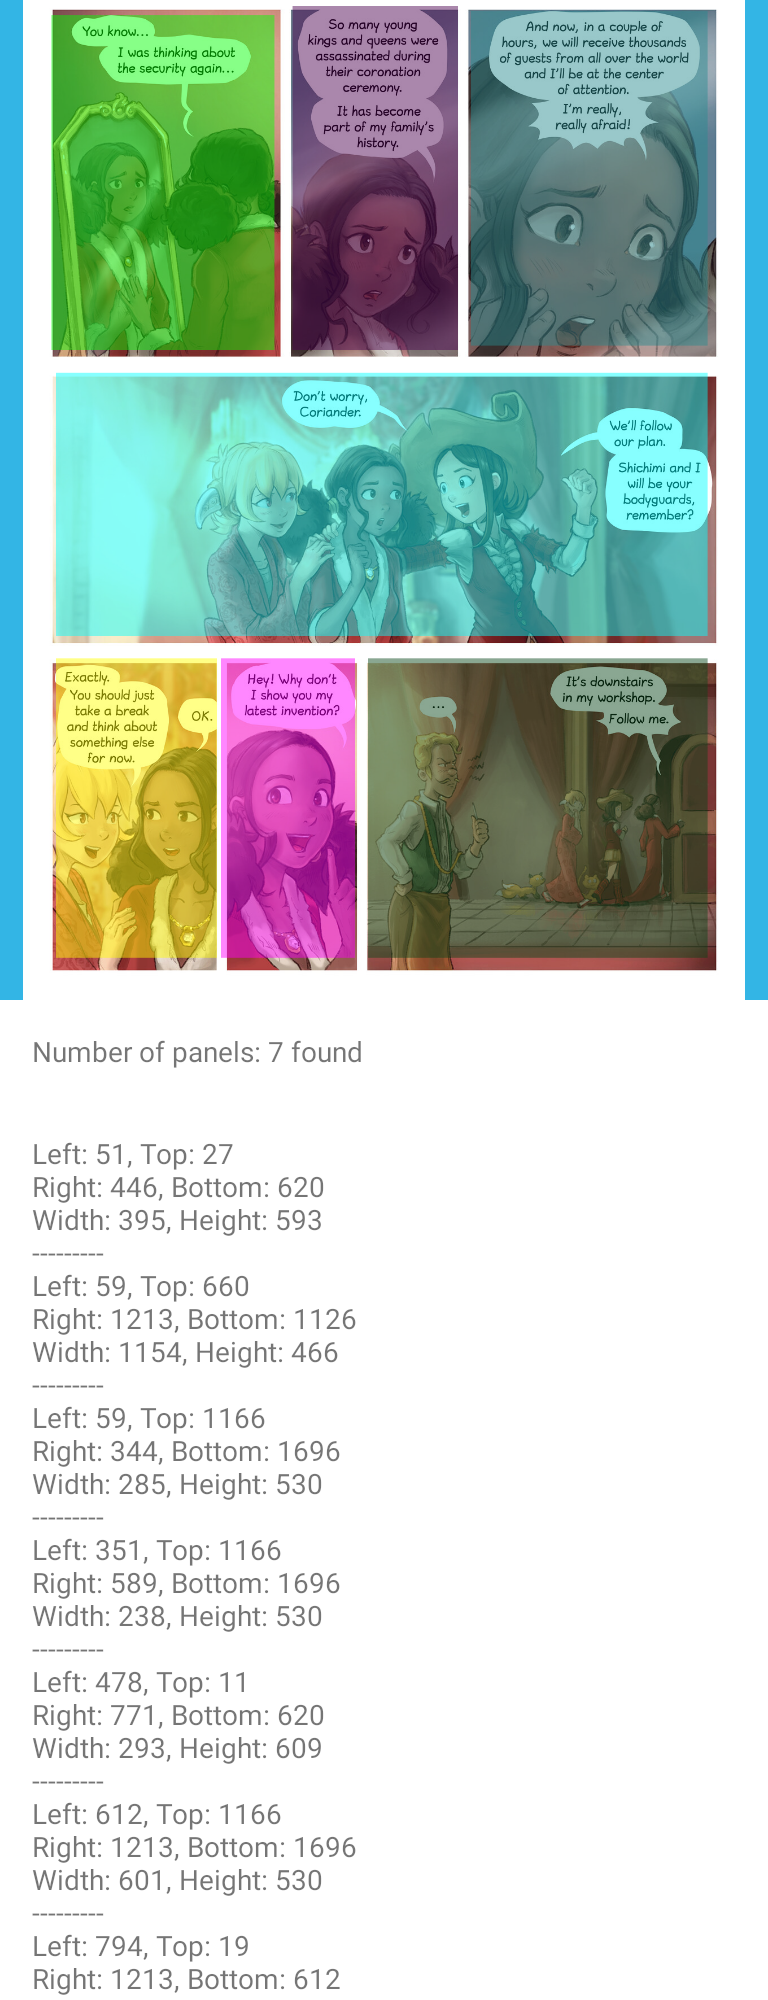 You know...
I was thinking about
the security again...
So many young
kings and queens were
assassinated during
their coronation
ceremony.
It has become
part of my family's
history.
And now, in a couple of
hours, we will receive thousands
of guests from all over the world
and I'll be at the center
of attention.
I'm really,
really afraid!
Don't worry,
Coriander.
We'll follow
our plan.
Shichimi and I
will be your
bodyguards,
remember?
Exactly.
You should just
take a break
and think about
something else
for now.
OK.
Hey! Why don't
I show you my
latest invention?
...
It's downstairs
in my workshop.
Follow me.
Number of panels: 7 found
Left: 51, Top: 27
Right: 446, Bottom: 620
Width: 395, Height: 593
---------
Left: 59, Top: 660
Right: 1213, Bottom: 1126
Width: 1154, Height: 466
---------
Left: 59, Top: 1166
Right: 344, Bottom: 1696
Width: 285, Height: 530
---------
Left: 351, Top: 1166
Right: 589, Bottom: 1696
Width: 238, Height: 530
---------
Left: 478, Top: 11
Right: 771, Bottom: 620
Width: 293, Height: 609
---------
Left: 612, Top: 1166
Right: 1213, Bottom: 1696
Width: 601, Height: 530
---------
Left: 794, Top: 19
Right: 1213, Bottom: 612